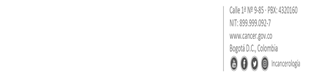 Calle 1ª Nº 9-85 · PBX: 4320160
NIT: 899.999.092-7
www.cancer.gov.co
Bogotá D.C., Colombia
Incancerologia